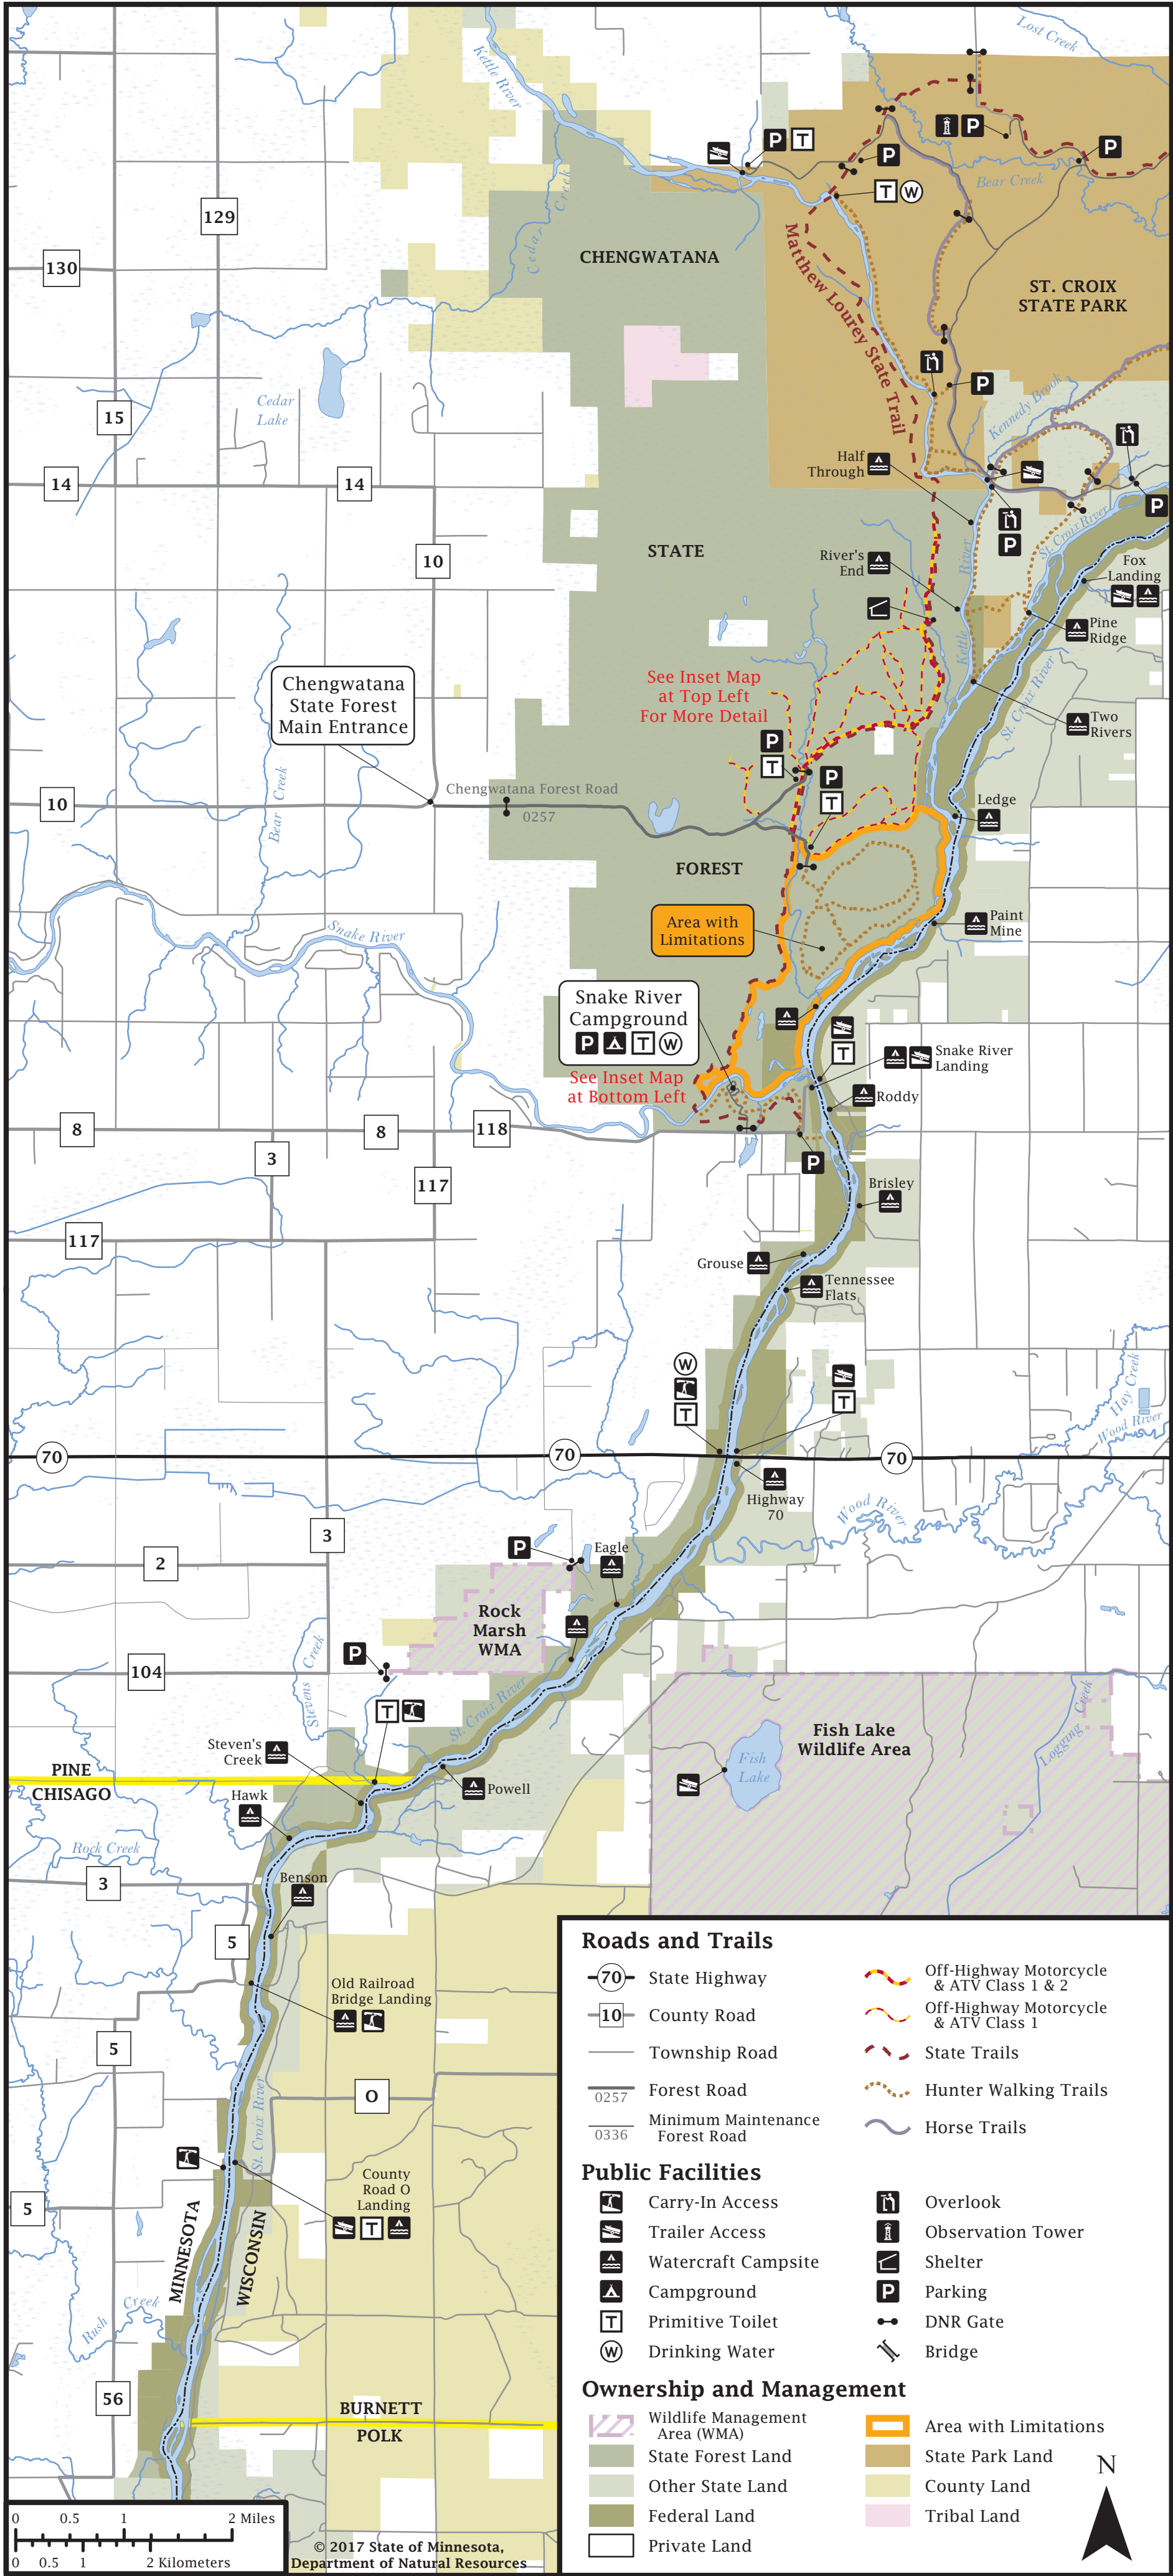 Lost Creek
Kettle River
P T
P
P
P
T W
Bear Creek
129
Cedar Creek
130
CHENGWATANA
ST. CROIX
STATE PARK
Matthew Lourey State Trail
P
Kennedy Brook
Cedar
Lake
15
14
14
Half
Through
P
P
St. Croix River
10
STATE
River's
End
River
Fox
Landing
Pine
Ridge
Kettle
See Inset Map
at Top Left
For More Detail
Chengwatana
State Forest
Main Entrance
St. Croix River
Two
Rivers
P
T
P
T
10
Chengwatana Forest Road
0257
Bear Creek
Ledge
FOREST
Area with
Limitations
Paint
Mine
Snake River
Snake River
Campground
P T W
T
Snake River
Landing
See Inset Map
at Bottom Left
Roddy
8
8
118
3
P
117
Brisley
117
Grouse
Tennessee
Flats
W
T
T
Hay Creek
Wood River
70
70
70
Highway
70
Wood River
3
2
P
Eagle
Rock
Marsh
WMA
P
104
Stevens Creek
T
St. Croix River
Fish Lake
Wildlife Area
Logging Creek
Steven's
Creek
Fish
Lake
PINE
CHISAGO
Powell
Hawk
Rock Creek
3
Benson
5
Old Railroad
Bridge Landing
5
O
St. Croix River
County
Road O
Landing
T
5
MINNESOTA
WISCONSIN
Rush Creek
56
BURNETT
POLK
Roads and Trails
70 State Highway
10 County Road
Township Road
0257 Forest Road
0336 Minimum Maintenance
Forest Road
Off-Highway Motorcycle
& ATV Class 1 & 2
Off-Highway Motorcycle
& ATV Class 1
State Trails
Hunter Walking Trails
Horse Trails
Public Facilities
Carry-In Access
Trailer Access
Watercraft Campsite
Campground
T Primitive Toilet
W Drinking Water
Overlook
Observation Tower
Shelter
P Parking
DNR Gate
Bridge
Ownership and Management
Wildlife Management
Area (WMA)
State Forest Land
Other State Land
Federal Land
Private Land
Area with Limitations
State Park Land
County Land
Tribal Land
N
0 0.5 1 2 Miles
0 0.5 1 2 Kilometers
© 2017 State of Minnesota,
Department of Natural Resources